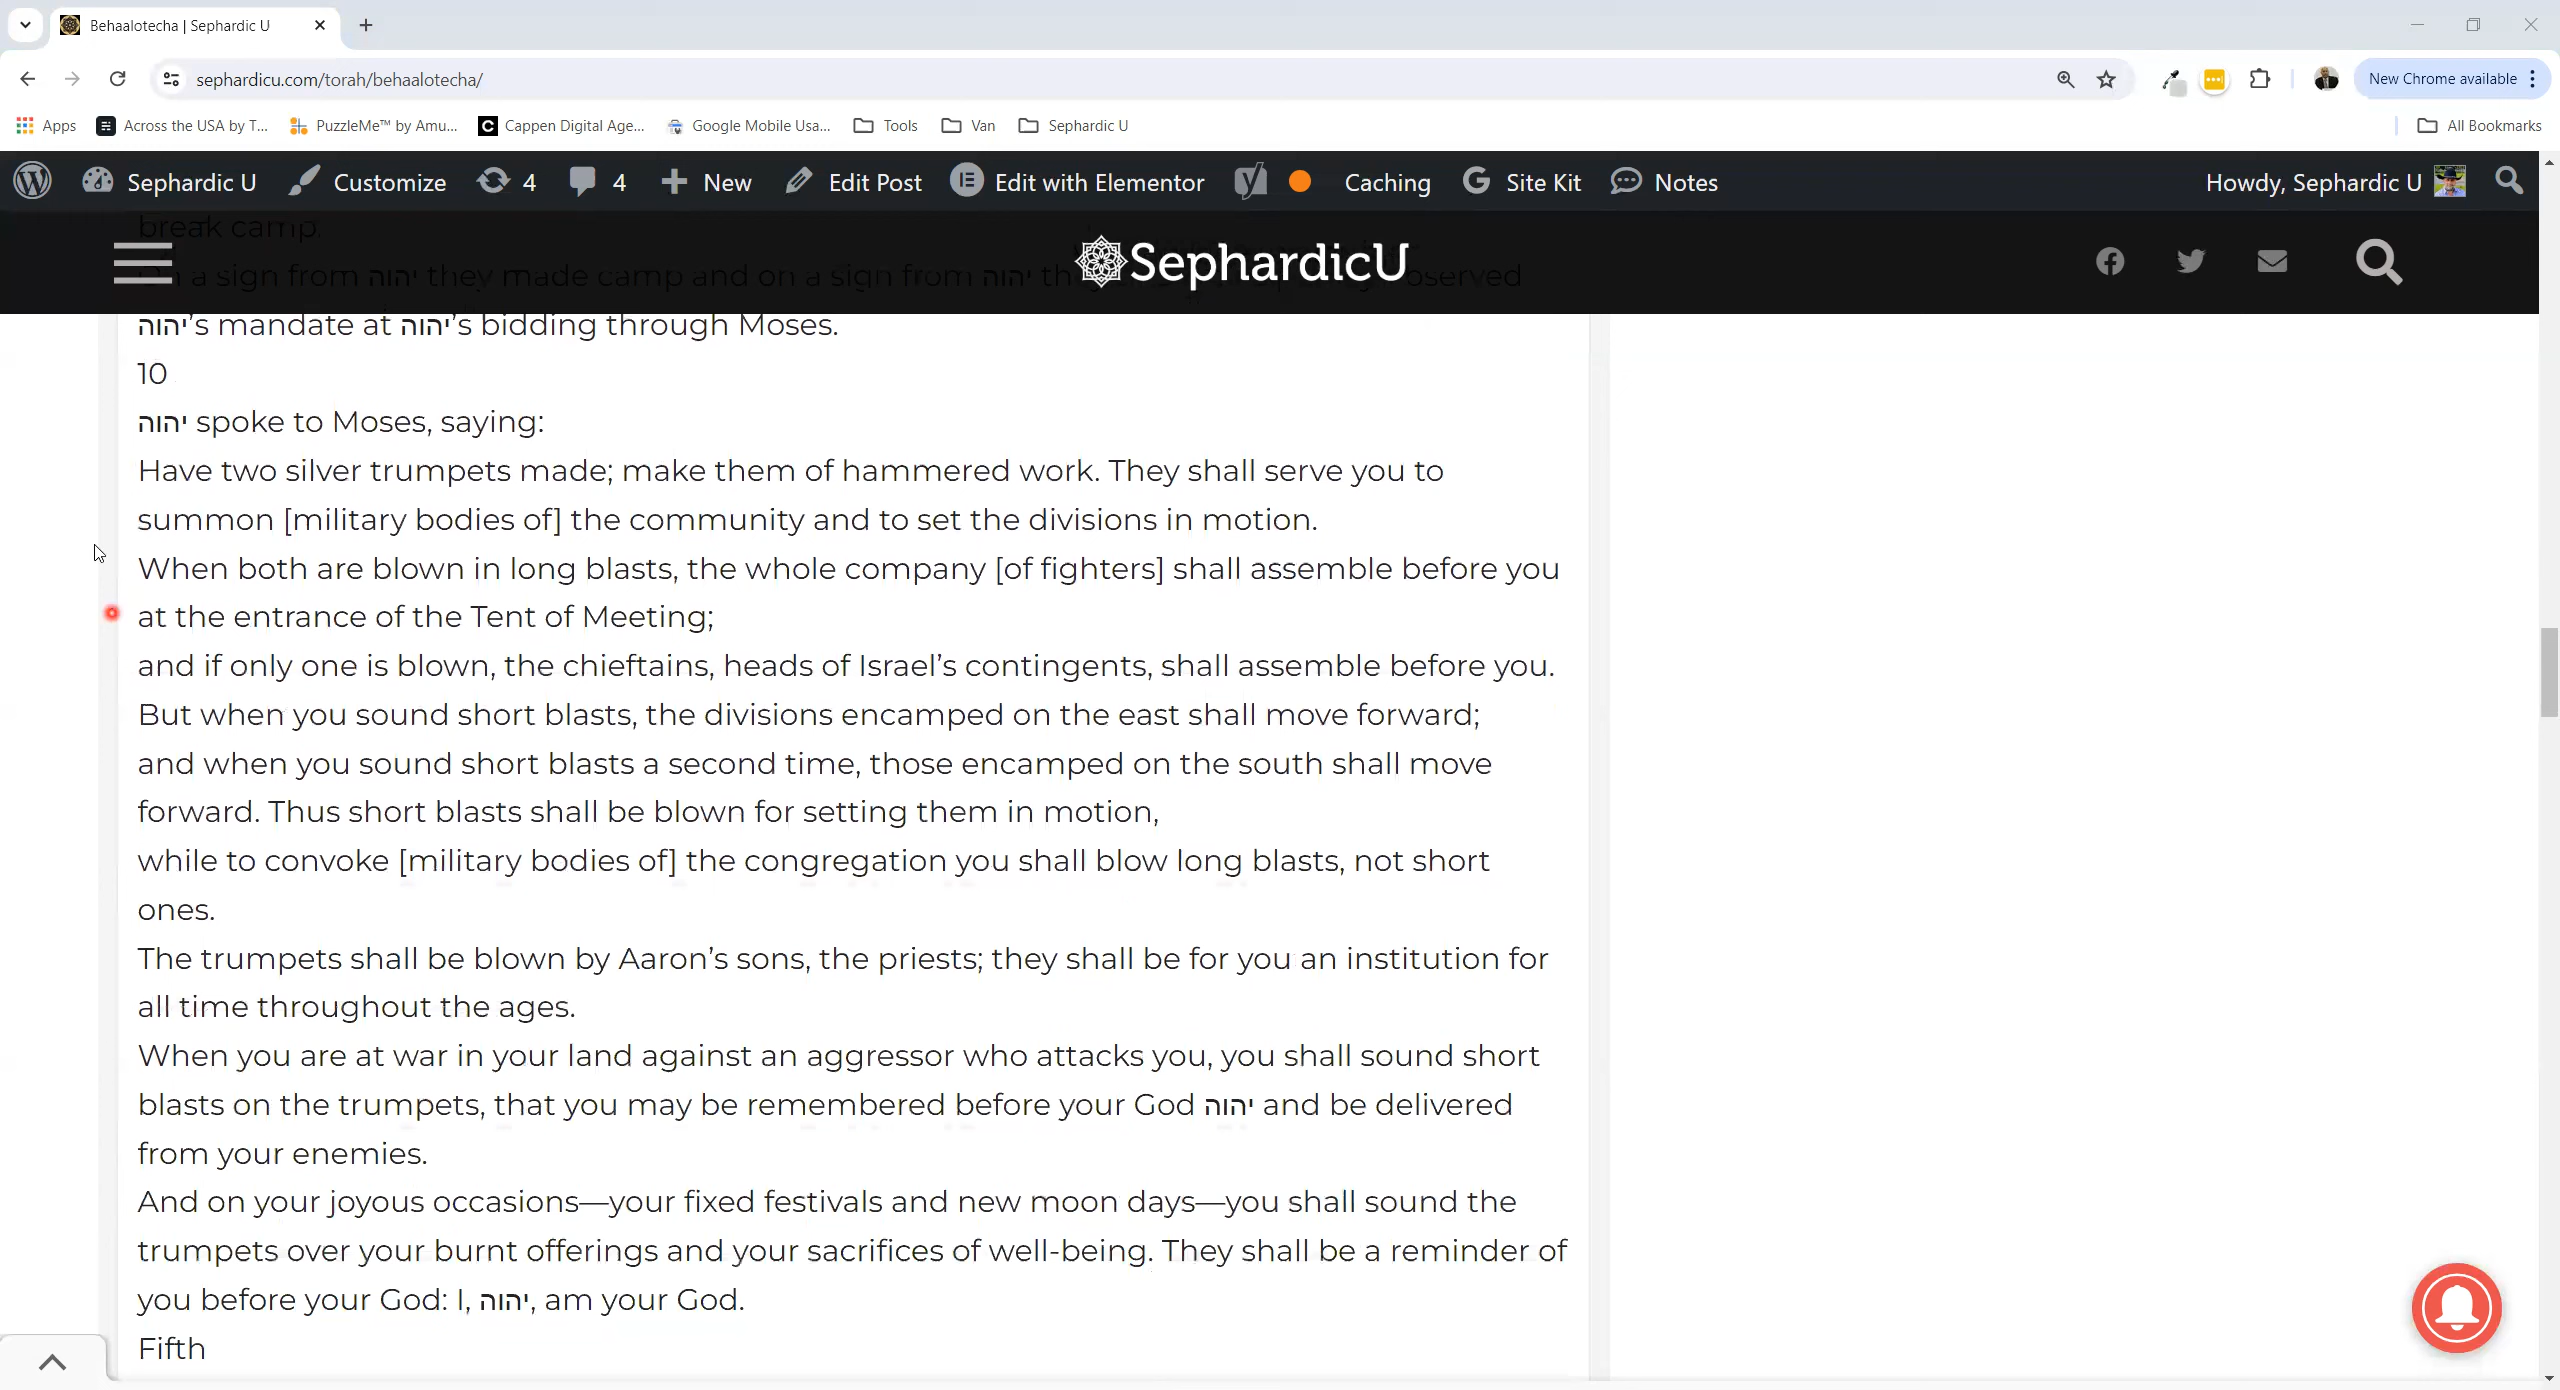 Behaalotecha | Sephardic U
sephardicu.com/torah/behaalotecha/
New Chrome available
Apps
Across the USA by T...
PuzzleMe™ by Amu...
Cappen Digital Age...
Google Mobile Usa...
Tools
Van
Sephardic U
All Bookmarks
Sephardic U
Customize
4
4
New
Edit Post
Edit with Elementor
Caching
Site Kit
Notes
Howdy, Sephardic U
break camp.
SephardicU
a sign from יהוה they made camp and on a sign from יהוה
יהוה's mandate at יהוה's bidding through Moses.
10
יהוה spoke to Moses, saying:
Have two silver trumpets made; make them of hammered work. They shall serve you to
summon [military bodies of] the community and to set the divisions in motion.
When both are blown in long blasts, the whole company [of fighters] shall assemble before you
at the entrance of the Tent of Meeting;
and if only one is blown, the chieftains, heads of Israel’s contingents, shall assemble before you.
But when you sound short blasts, the divisions encamped on the east shall move forward;
and when you sound short blasts a second time, those encamped on the south shall move
forward. Thus short blasts shall be blown for setting them in motion,
while to convoke [military bodies of] the congregation you shall blow long blasts, not short
ones.
The trumpets shall be blown by Aaron’s sons, the priests; they shall be for you an institution for
all time throughout the ages.
When you are at war in your land against an aggressor who attacks you, you shall sound short
blasts on the trumpets, that you may be remembered before your God יהוה and be delivered
from your enemies.
And on your joyous occasions—your fixed festivals and new moon days—you shall sound the
trumpets over your burnt offerings and your sacrifices of well-being. They shall be a reminder of
you before your God: I, יהוה, am your God.
Fifth